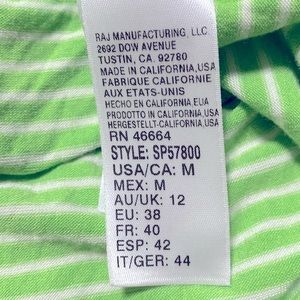 RAJ MANUFACTURING, LLC.
2692 DOW AVENUE
TUSTIN, CA. 92780
MADE IN CALIFORNIA,USA
FABRIQUE CALIFORNIE
AUX ETATS-UNIS
HECHO EN CALIFORNIA,EUA
PRODOTTO IN CALIFORNIA,USA
HERGESTELLT-CALIFORNIA,USA
RN 46664
STYLE: SP57800
USA/CA: M
MEX: M
AU/UK: 12
EU: 38
FR: 40
ESP: 42
IT/GER: 44